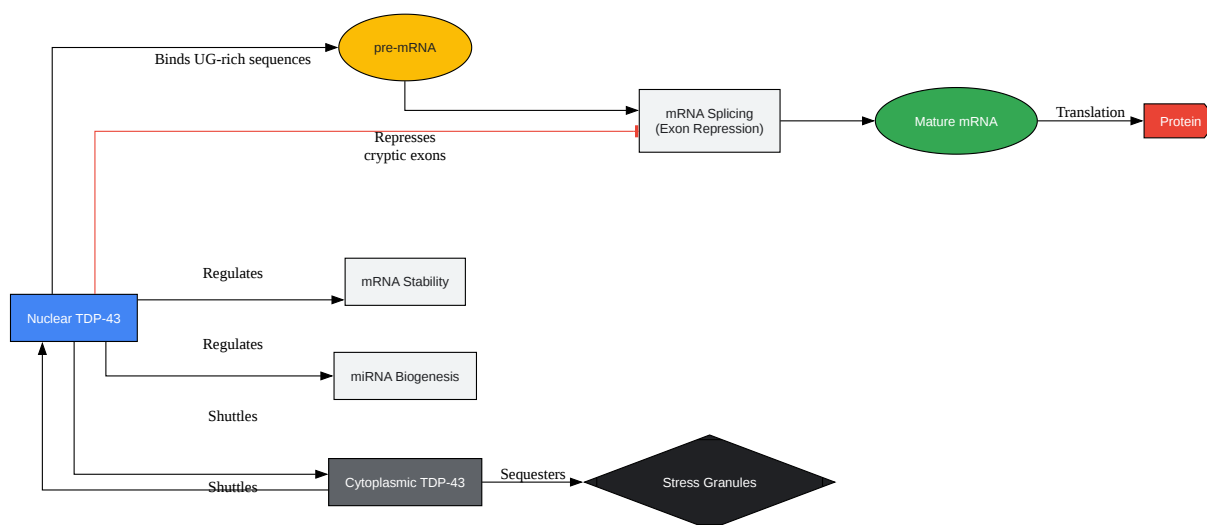 pre-mRNA
Binds UG-rich sequences
mRNA Splicing
(Exon Repression)
Mature mRNA
Translation
Protein
Represses
cryptic exons
Regulates
mRNA Stability
Nuclear TDP-43
Regulates
miRNA Biogenesis
Shuttles
Cytoplasmic TDP-43
Sequesters
Stress Granules
Shuttles